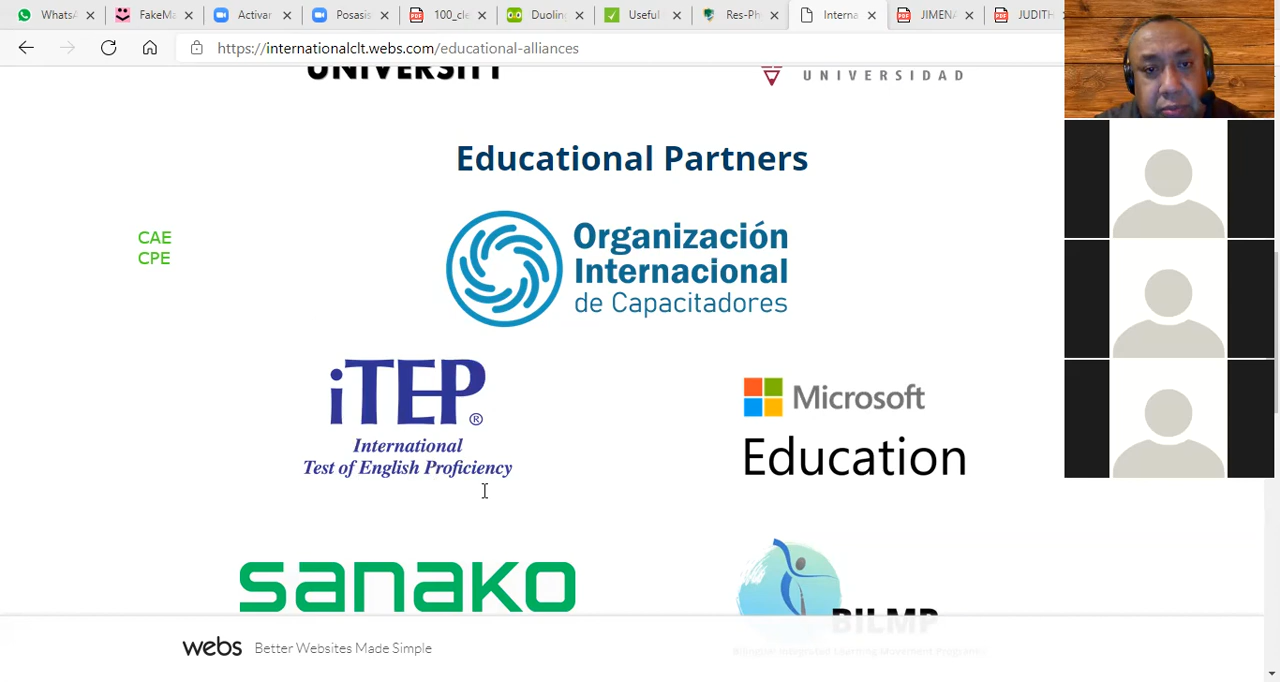 WhatsA
FakeMa
Activar
Posasis
100_cle
Duoling
Useful
Res-Ph
Interna
JIMENA
JUDITH
https://internationalclt.webs.com/educational-alliances
UNIVERSITY
UNIVERSIDAD
Educational Partners
CAE
CPE
Organización
Internacional
de Capacitadores
iTEP®
International
Test of English Proficiency
Microsoft
Education
sanako
BILMP
webs Better Websites Made Simple